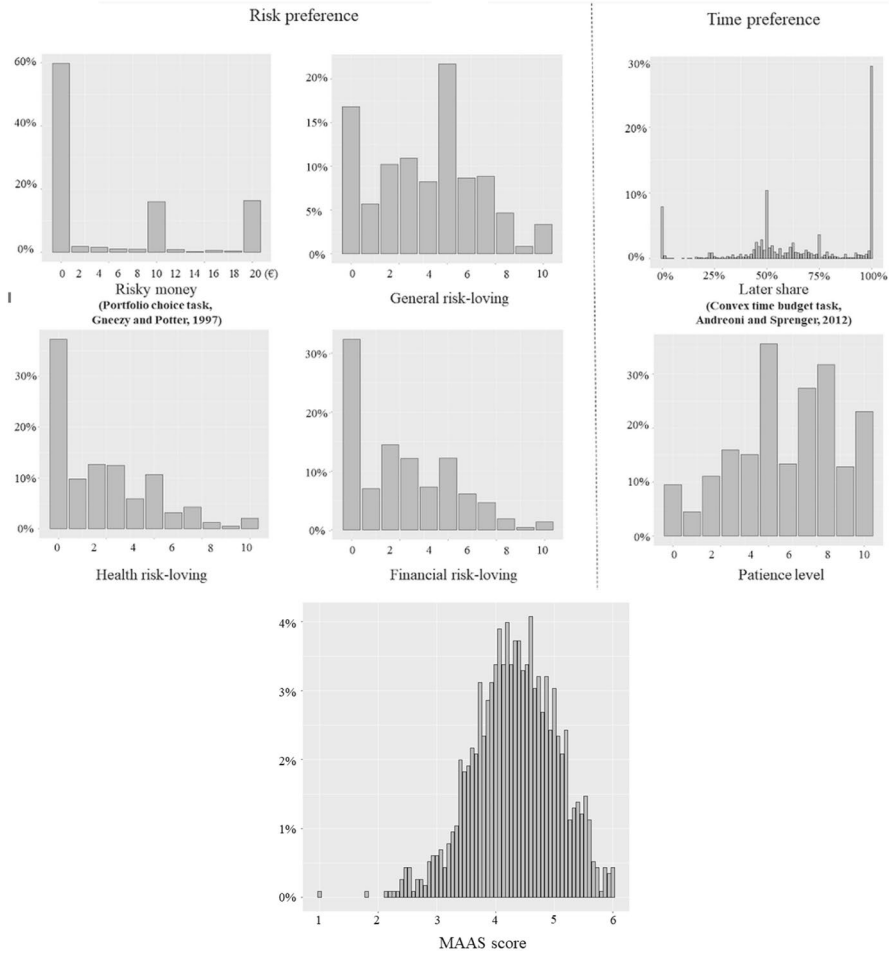 Risk preference
Time preference
60%
40%
20%
0%
0 2 4 6 8 10 12 14 16 18 20 (€)
Risky money
(Portfolio choice task,
Gneezy and Potter, 1997)
20%
15%
10%
5%
0%
0 2 4 6 8 10
General risk-loving
30%
20%
10%
0%
0% 25% 50% 75% 100%
Later share
(Convex time budget task,
Andreoni and Sprenger, 2012)
30%
20%
10%
0%
0 2 4 6 8 10
Health risk-loving
30%
20%
10%
0%
0 2 4 6 8 10
Financial risk-loving
30%
20%
10%
0%
0 2 4 6 8 10
Patience level
4%
3%
2%
1%
0%
1 2 3 4 5 6
MAAS score